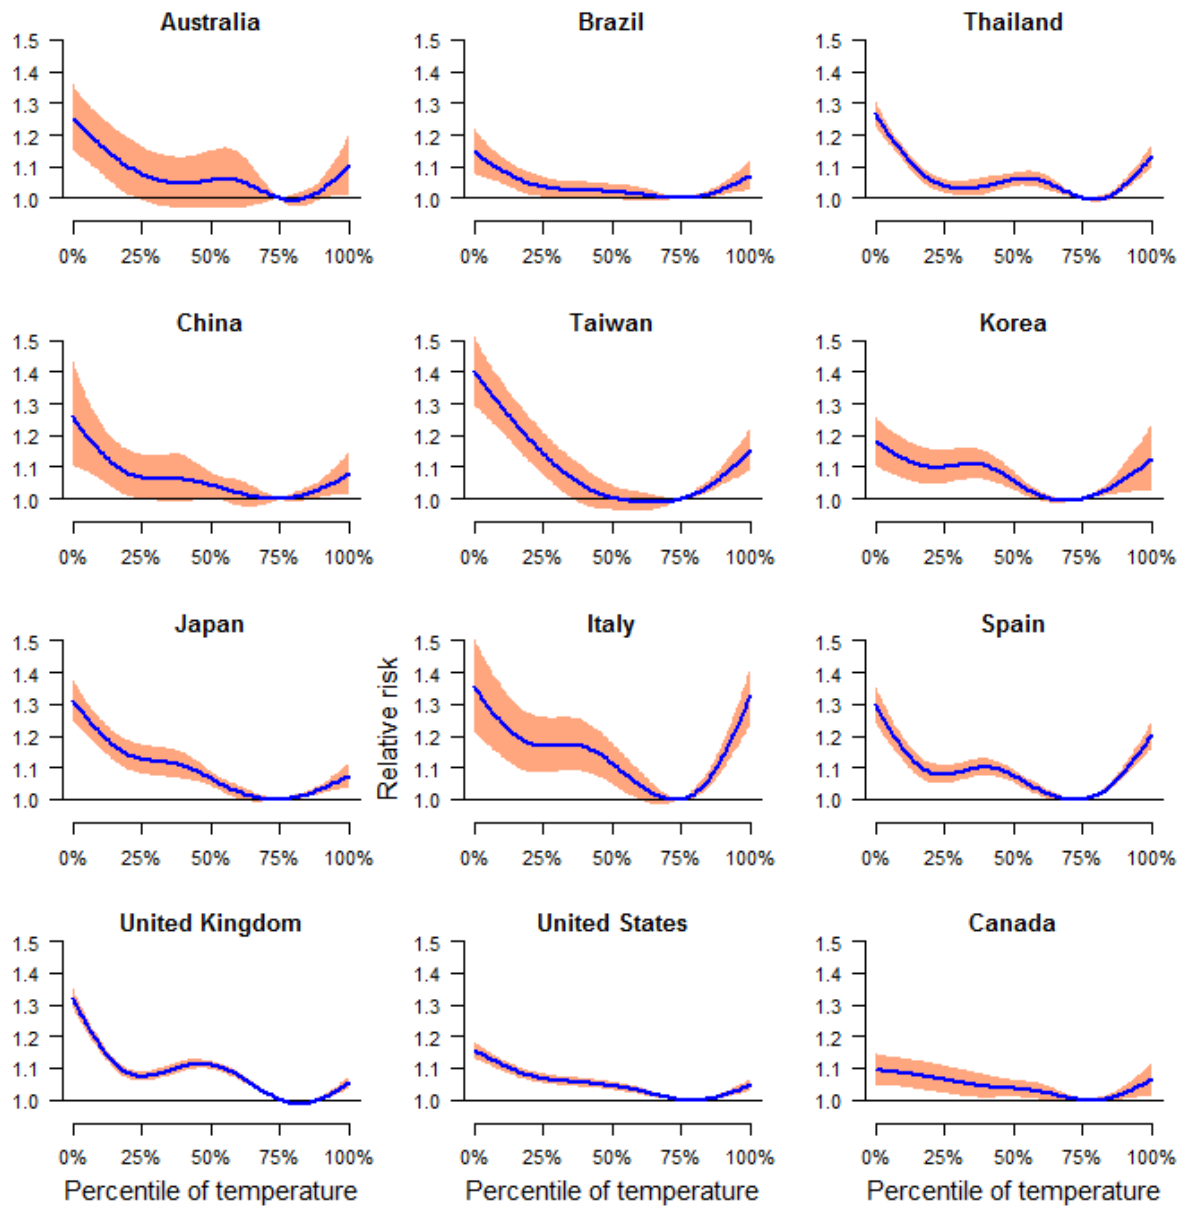 Australia Brazil Thailand
1.5 1.5 1.5
1.4 1.4 1.4
1.3 1.3 1.3
1.2 1.2 1.2
1.1 1.1 1.1
1.0 1.0 1.0
0% 25% 50% 75% 100% 0% 25% 50% 75% 100% 0% 25% 50% 75% 100%
China Taiwan Korea
1.5 1.5 1.5
1.4 1.4 1.4
1.3 1.3 1.3
1.2 1.2 1.2
1.1 1.1 1.1
1.0 1.0 1.0
0% 25% 50% 75% 100% 0% 25% 50% 75% 100% 0% 25% 50% 75% 100%
Japan Italy Spain
Relative risk
1.5 1.5 1.5
1.4 1.4 1.4
1.3 1.3 1.3
1.2 1.2 1.2
1.1 1.1 1.1
1.0 1.0 1.0
0% 25% 50% 75% 100% 0% 25% 50% 75% 100% 0% 25% 50% 75% 100%
United Kingdom United States Canada
1.5 1.5 1.5
1.4 1.4 1.4
1.3 1.3 1.3
1.2 1.2 1.2
1.1 1.1 1.1
1.0 1.0 1.0
0% 25% 50% 75% 100% 0% 25% 50% 75% 100% 0% 25% 50% 75% 100%
Percentile of temperature Percentile of temperature Percentile of temperature